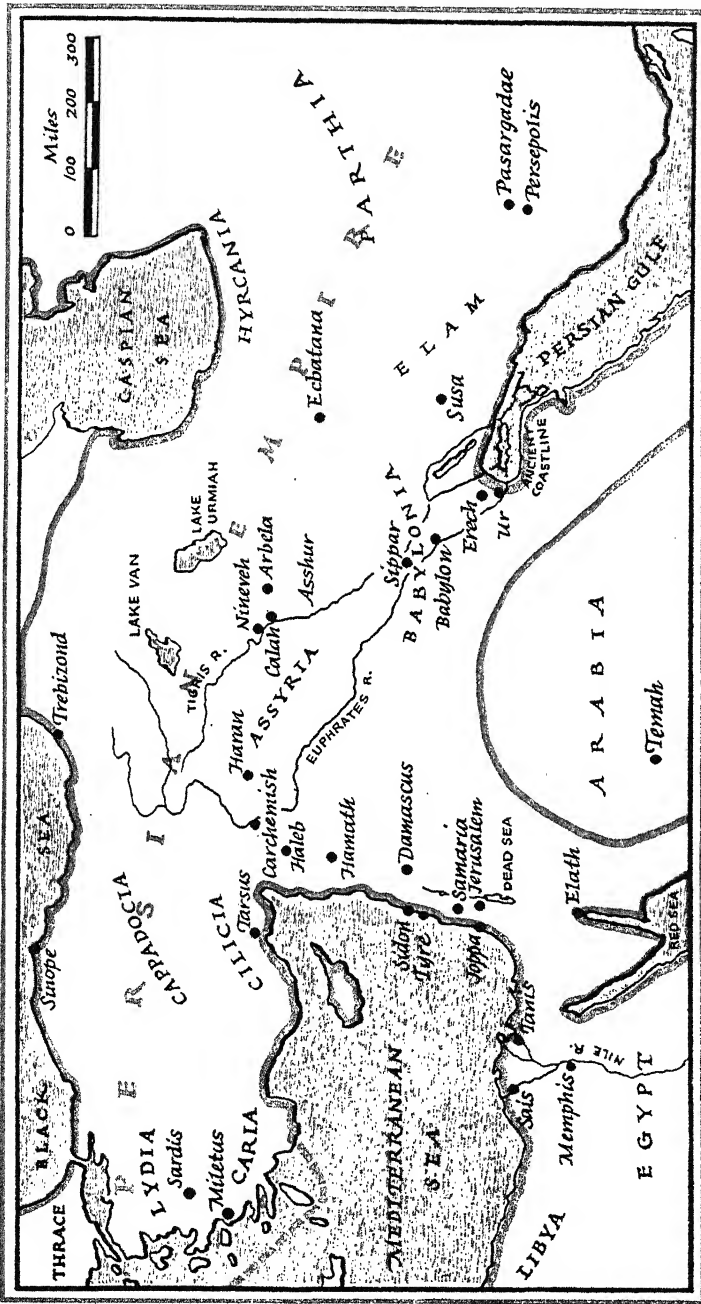 THRACE
BLACK
SEA
Sinope
Trebizond
CASPIAN
SEA
Miles
0 100 200 300
HYRCANIA
PARTHIA
PERSIAN EMPIRE
LYDIA
Sardis
Miletus
CARIA
CAPPADOCIA
CILICIA
Tarsus
LAKE VAN
LAKE
URMIAH
TIGRIS R.
Nineveh
Arbela
Calah
Asshur
ASSYRIA
Haran
Carchemish
Haleb
Hamath
EUPHRATES R.
Ecbatana
ELAM
Susa
Pasargadae
Persepolis
Sippar
BABYLONIA
Babylon
Erech
Ur
ANCIENT
COASTLINE
PERSIAN GULF
MEDITERRANEAN
SEA
Damascus
Sidon
Tyre
Samaria
Jerusalem
Joppa
DEAD SEA
LIBYA
Sais
Tanis
Memphis
NILE R.
EGYPT
Elath
RED SEA
ARABIA
Temah